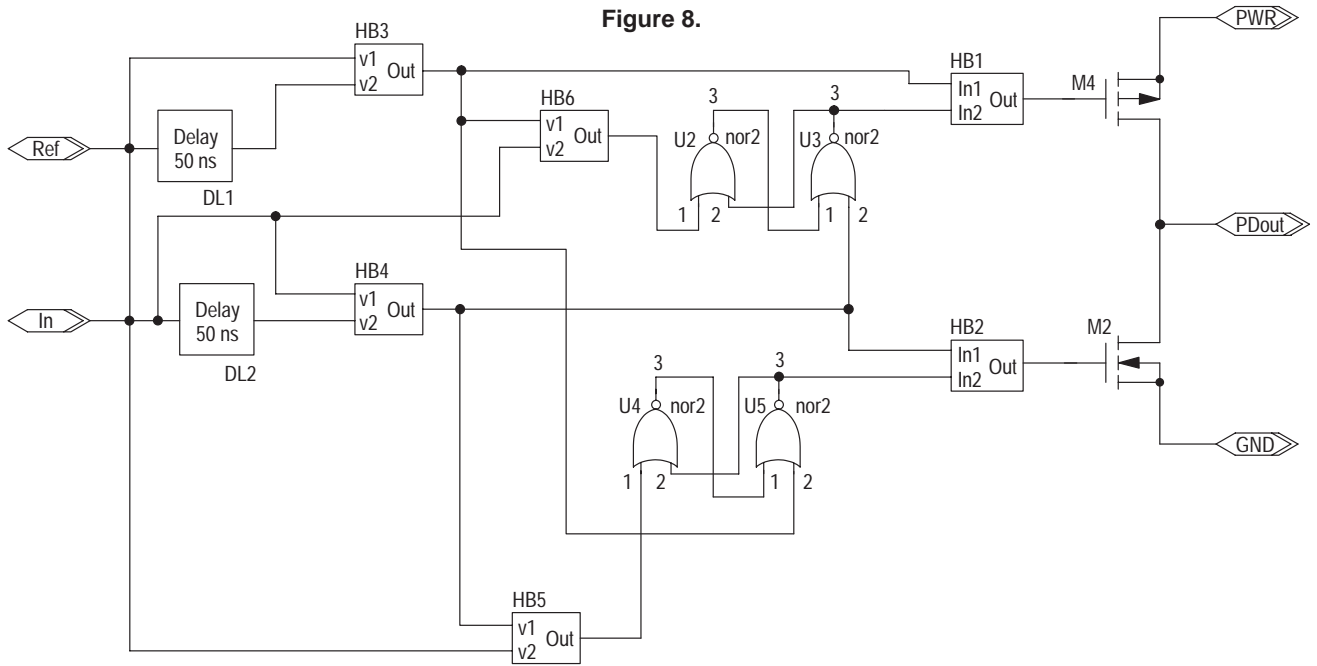 Figure 8.
PWR
HB3
v1
v2
Out
HB1
In1
In2
Out
M4
HB6
v1
v2
Out
3
U2
nor2
1
2
3
U3
nor2
1
2
Ref
Delay
50 ns
DL1
PDout
HB4
v1
v2
Out
In
Delay
50 ns
DL2
HB2
In1
In2
Out
M2
3
U4
nor2
1
2
3
U5
nor2
1
2
GND
HB5
v1
v2
Out